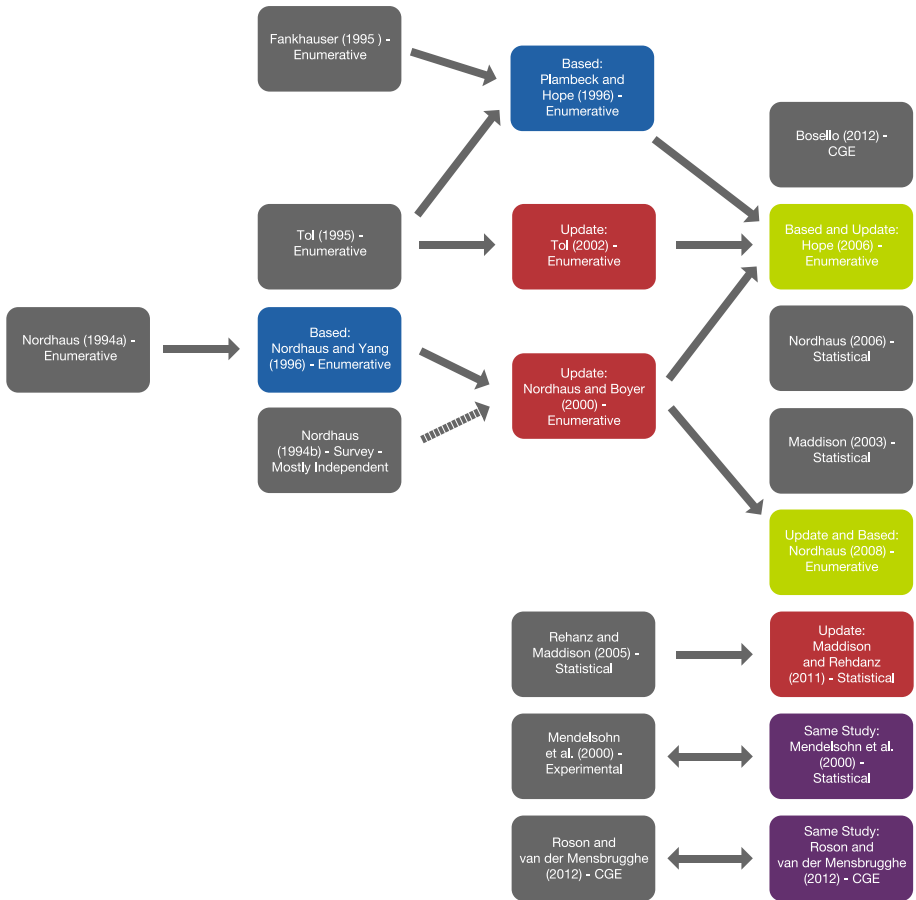 Fankhauser (1995 ) -
Enumerative
Based:
Plambeck and
Hope (1996) -
Enumerative
Bosello (2012) -
CGE
Tol (1995) -
Enumerative
Update:
Tol (2002) -
Enumerative
Based and Update:
Hope (2006) -
Enumerative
Nordhaus (1994a) -
Enumerative
Based:
Nordhaus and Yang
(1996) - Enumerative
Nordhaus (2006) -
Statistical
Update:
Nordhaus and Boyer
(2000) -
Enumerative
Nordhaus
(1994b) - Survey -
Mostly Independent
Maddison (2003) -
Statistical
Update and Based:
Nordhaus (2008) -
Enumerative
Rehanz and
Maddison (2005) -
Statistical
Update:
Maddison
and Rehdanz
(2011) - Statistical
Mendelsohn
et al. (2000) -
Experimental
Same Study:
Mendelsohn et al.
(2000) -
Statistical
Roson and
van der Mensbrugghe
(2012) - CGE
Same Study:
Roson and
van der Mensbrugghe
(2012) - CGE